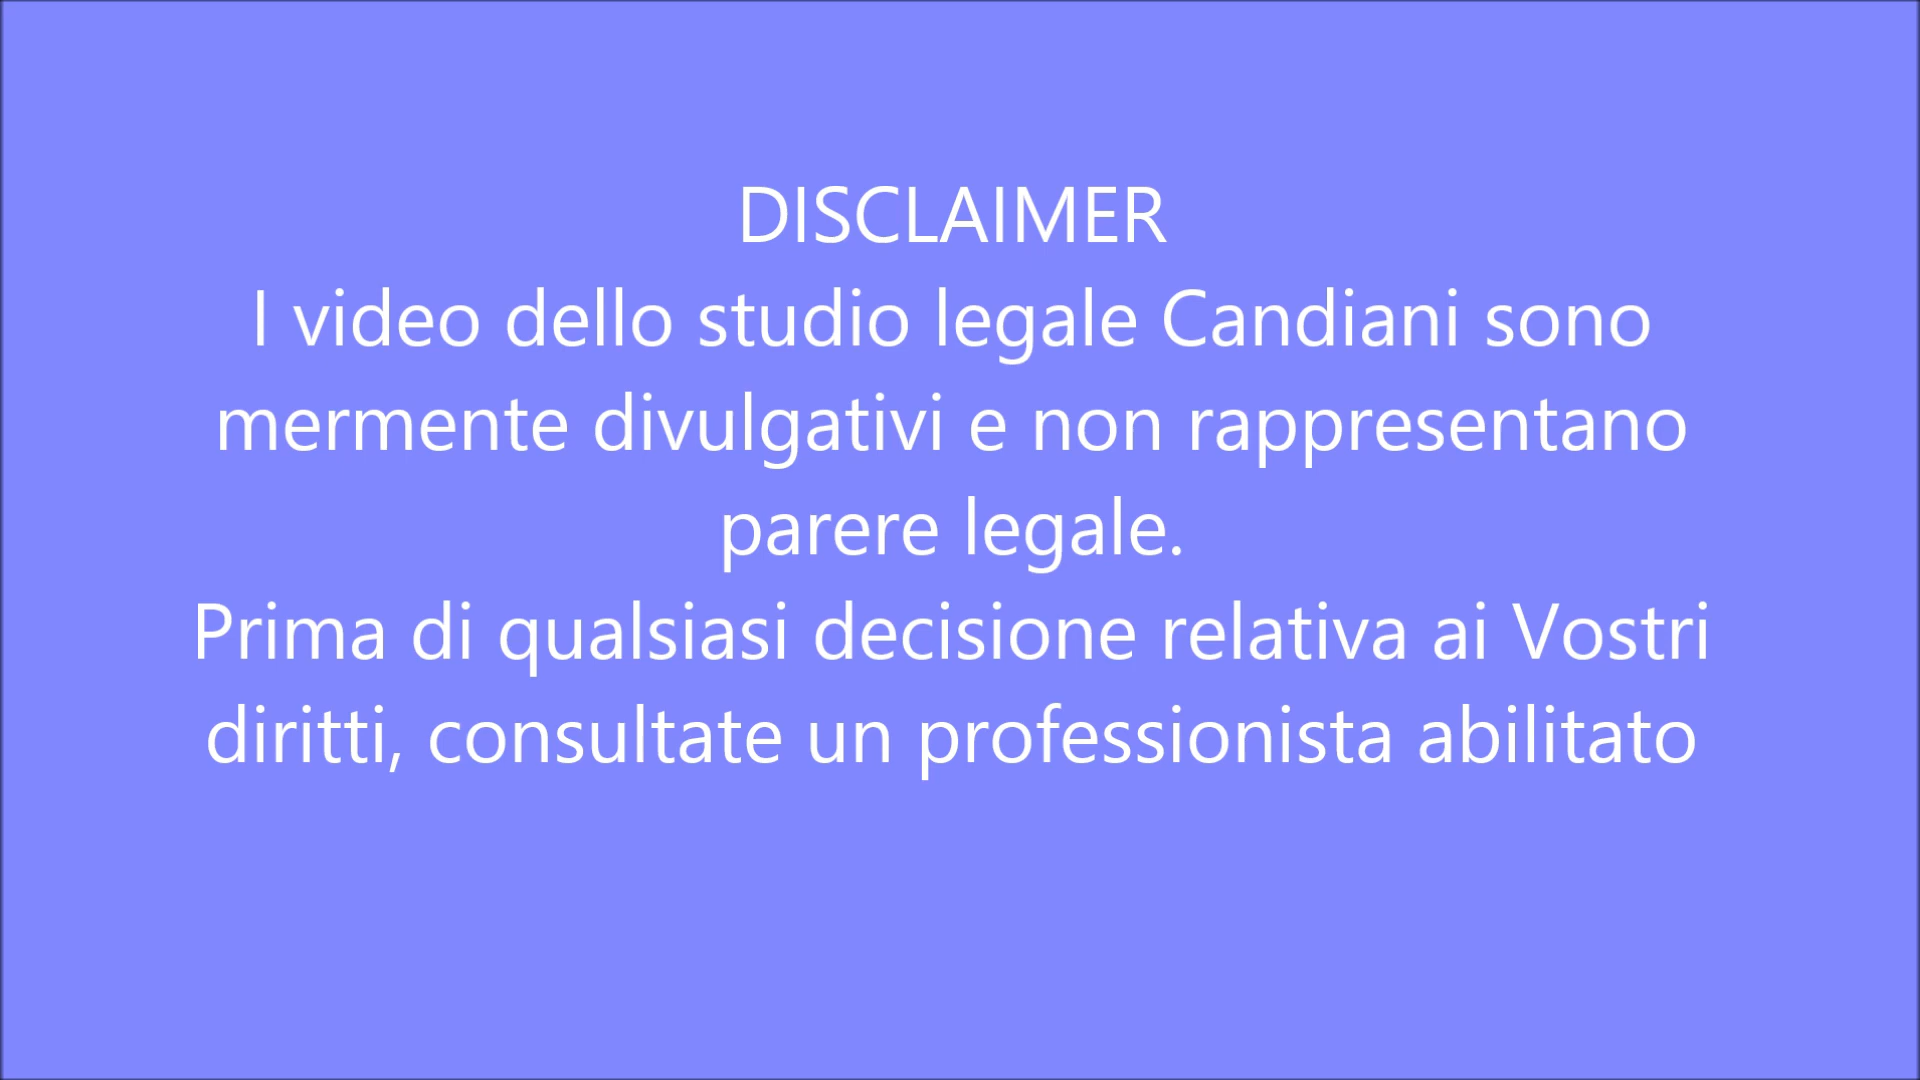 DISCLAIMER
I video dello studio legale Candiani sono
mermente divulgativi e non rappresentano
parere legale.
Prima di qualsiasi decisione relativa ai Vostri
diritti, consultate un professionista abilitato